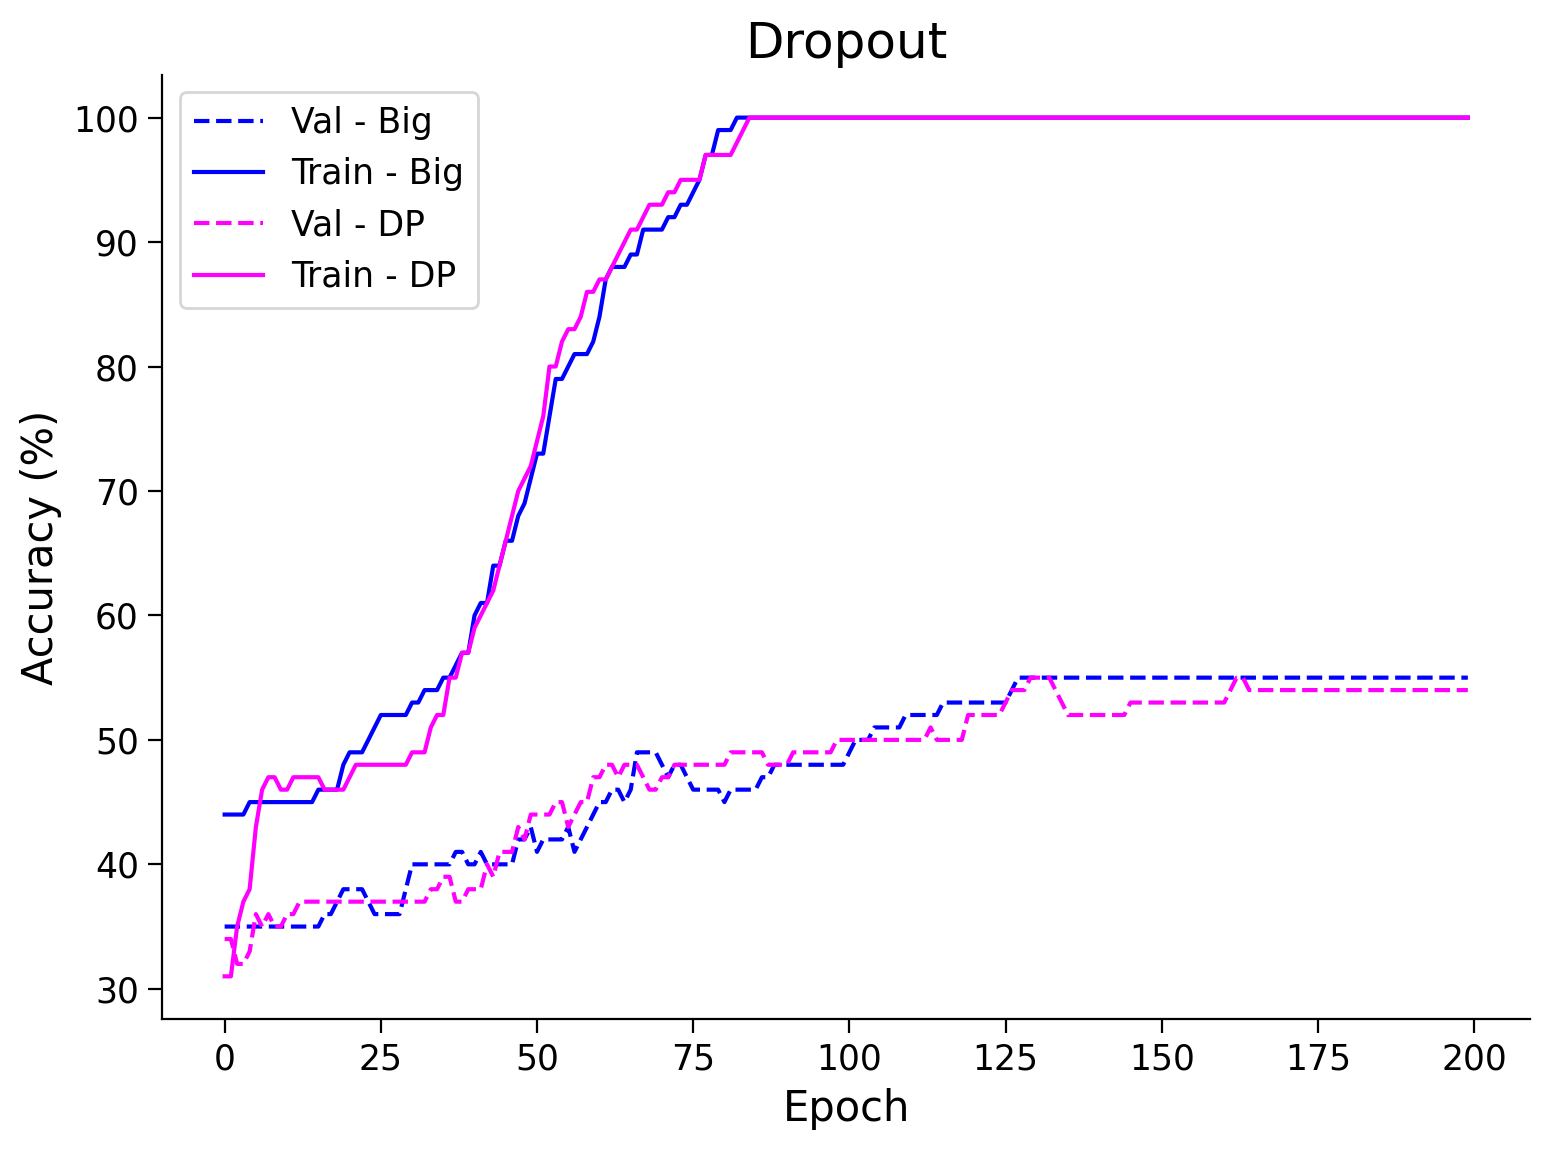 Dropout
Val - Big
Train - Big
Val - DP
Train - DP
100
90
80
70
60
50
40
30
Accuracy (%)
0 25 50 75 100 125 150 175 200
Epoch